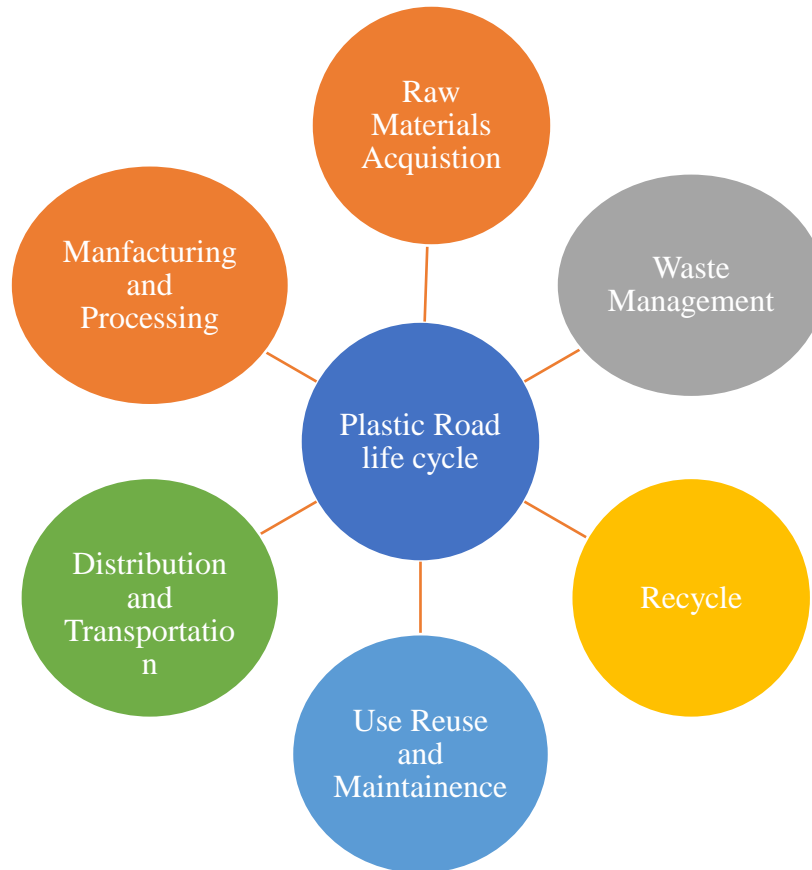 Raw
Materials
Acquistion
Manfacturing
and
Processing
Waste
Management
Plastic Road
life cycle
Distribution
and
Transportatio
n
Recycle
Use Reuse
and
Maintainence